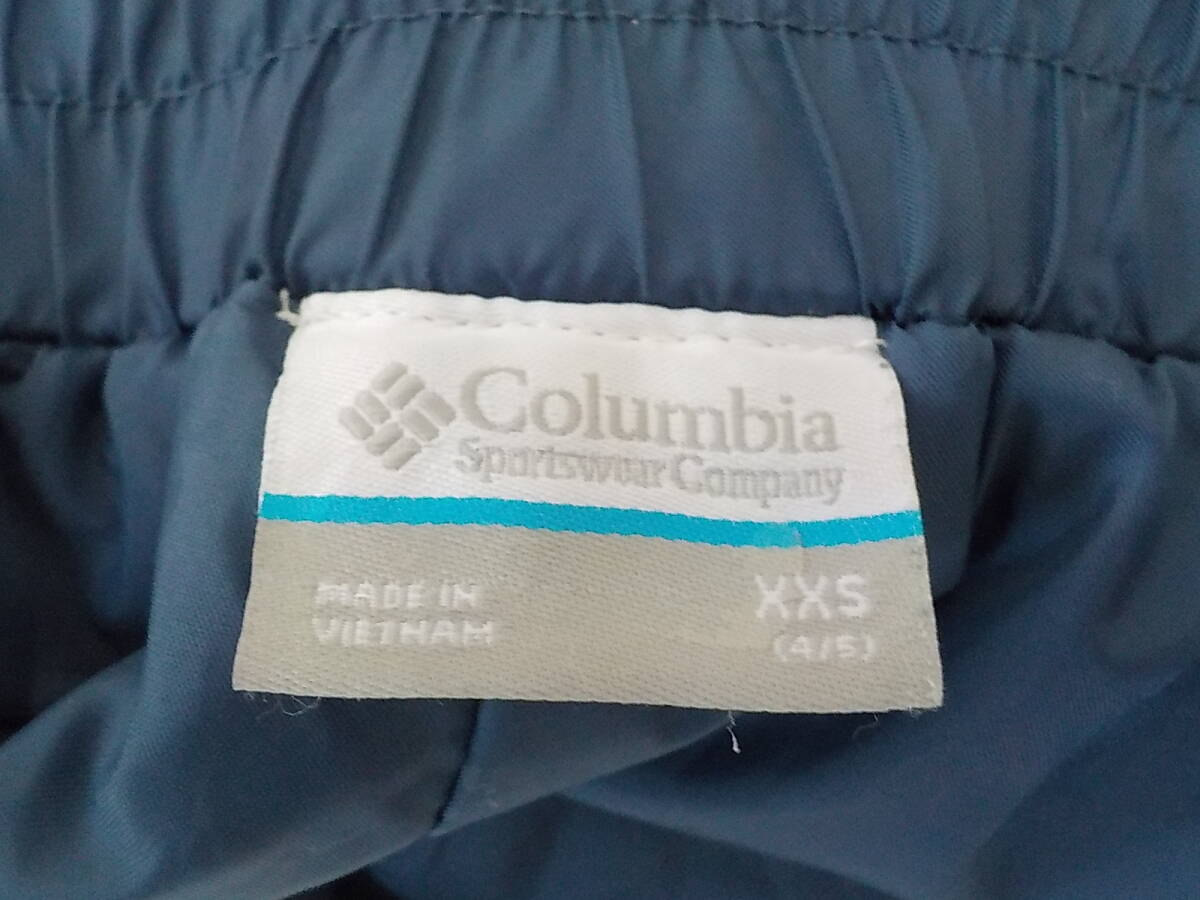 Columbia
Sportswear Company
MADE IN
VIETNAM
XXS
(4/5)